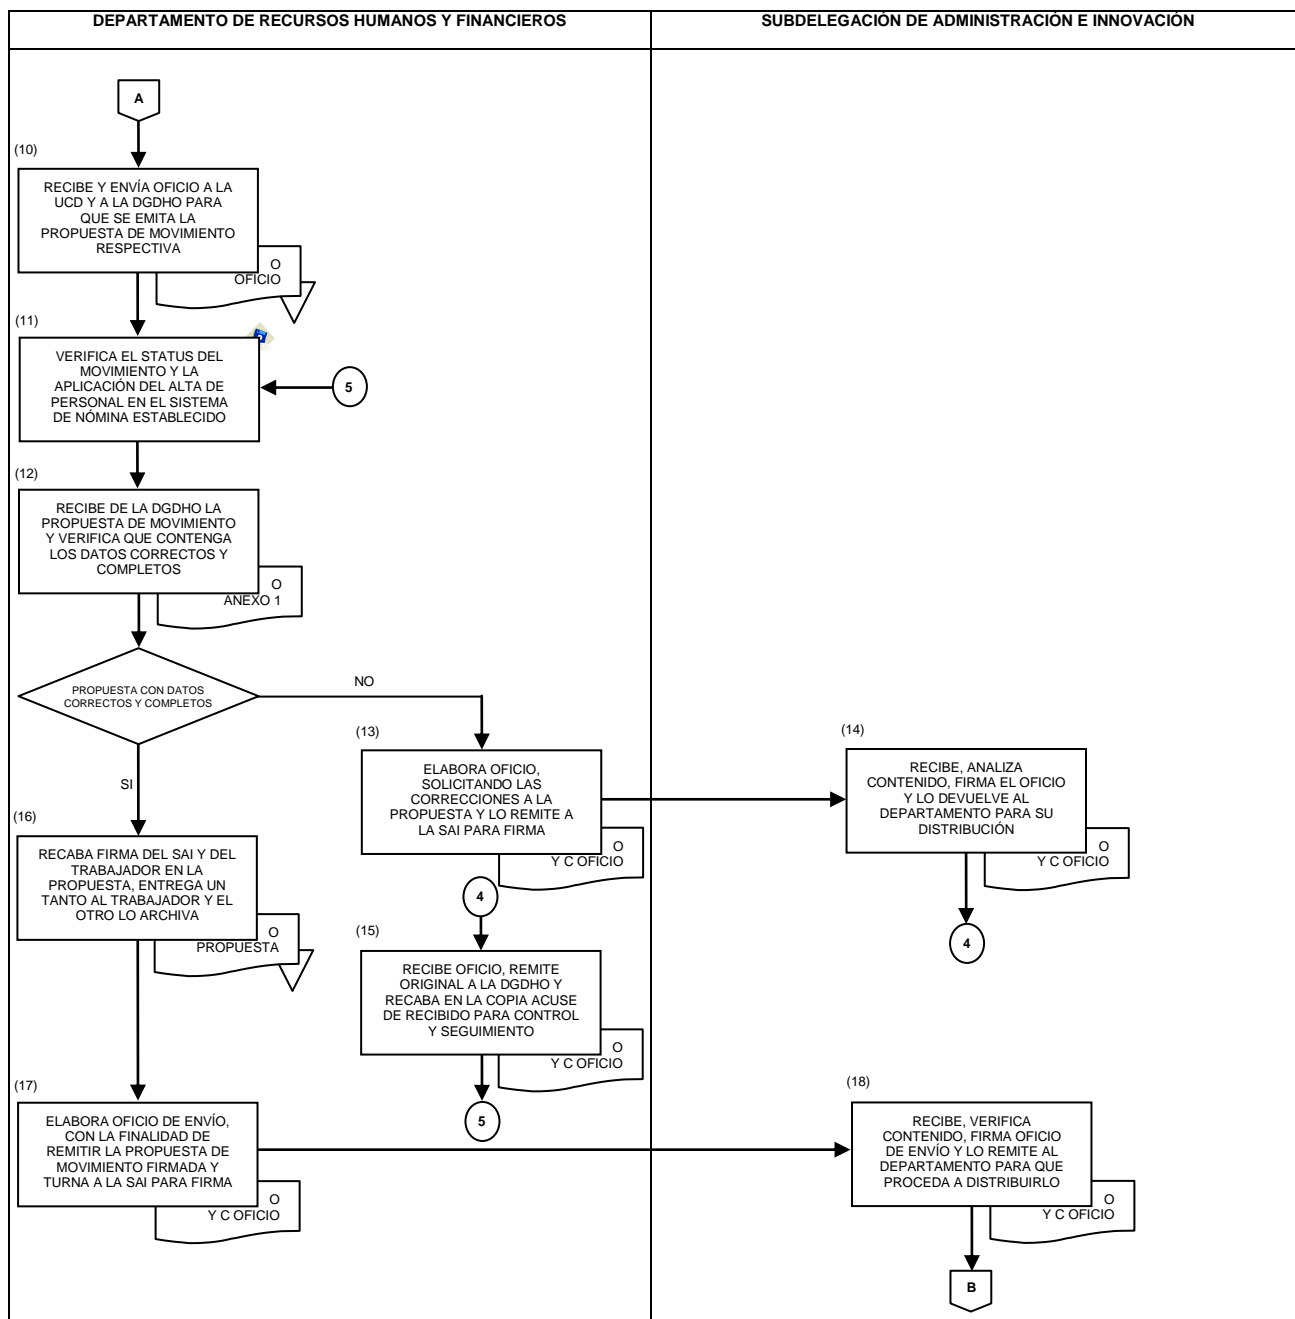 DEPARTAMENTO DE RECURSOS HUMANOS Y FINANCIEROS
SUBDELEGACIÓN DE ADMINISTRACIÓN E INNOVACIÓN
A
(10)
RECIBE Y ENVÍA OFICIO A LA
UCD Y A LA DGDHO PARA
QUE SE EMITA LA
PROPUESTA DE MOVIMIENTO
RESPECTIVA
O
OFICIO
(11)
VERIFICA EL STATUS DEL
MOVIMIENTO Y LA
APLICACIÓN DEL ALTA DE
PERSONAL EN EL SISTEMA
DE NÓMINA ESTABLECIDO
5
(12)
RECIBE DE LA DGDHO LA
PROPUESTA DE MOVIMIENTO
Y VERIFICA QUE CONTENGA
LOS DATOS CORRECTOS Y
COMPLETOS
O
ANEXO 1
PROPUESTA CON DATOS
CORRECTOS Y COMPLETOS
NO
SI
(13)
ELABORA OFICIO,
SOLICITANDO LAS
CORRECCIONES A LA
PROPUESTA Y LO REMITE A
LA SAI PARA FIRMA
O
Y C OFICIO
(14)
RECIBE, ANALIZA
CONTENIDO, FIRMA EL OFICIO
Y LO DEVUELVE AL
DEPARTAMENTO PARA SU
DISTRIBUCIÓN
O
Y C OFICIO
4
4
(15)
RECIBE OFICIO, REMITE
ORIGINAL A LA DGDHO Y
RECABA EN LA COPIA ACUSE
DE RECIBIDO PARA CONTROL
Y SEGUIMIENTO
O
Y C OFICIO
5
(16)
RECABA FIRMA DEL SAI Y DEL
TRABAJADOR EN LA
PROPUESTA, ENTREGA UN
TANTO AL TRABAJADOR Y EL
OTRO LO ARCHIVA
O
PROPUESTA
(17)
ELABORA OFICIO DE ENVÍO,
CON LA FINALIDAD DE
REMITIR LA PROPUESTA DE
MOVIMIENTO FIRMADA Y
TURNA A LA SAI PARA FIRMA
O
Y C OFICIO
(18)
RECIBE, VERIFICA
CONTENIDO, FIRMA OFICIO
DE ENVÍO Y LO REMITE AL
DEPARTAMENTO PARA QUE
PROCEDA A DISTRIBUIRLO
O
Y C OFICIO
B